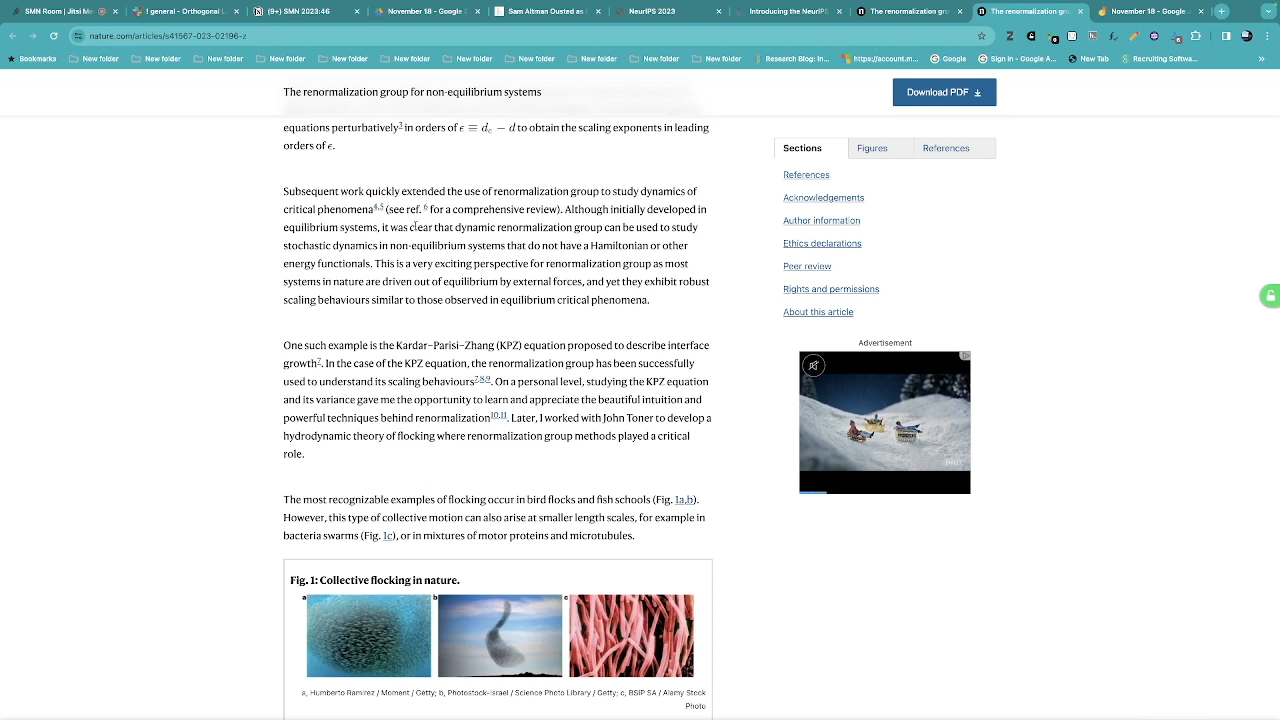 SMN Room | Jitsi Me
general - Orthogonal L
(9+) SMN 2023:46
November 18 - Google
Sam Altman Ousted as
NeurIPS 2023
Introducing the NeurIPS
The renormalization gro
The renormalization gro
November 18 - Google
nature.com/articles/s41567-023-02196-z
Bookmarks New folder New folder New folder New folder New folder New folder New folder New folder New folder New folder New folder Research Blog: In... https://account.m... Google Sign in - Google A... New Tab Recruiting Softwa... »
The renormalization group for non-equilibrium systems
Download PDF
equations perturbatively3 in orders of ϵ ≡ dc − d to obtain the scaling exponents in leading
orders of ϵ.
Subsequent work quickly extended the use of renormalization group to study dynamics of
critical phenomena4,5 (see ref. 6 for a comprehensive review). Although initially developed in
equilibrium systems, it was clear that dynamic renormalization group can be used to study
stochastic dynamics in non-equilibrium systems that do not have a Hamiltonian or other
energy functionals. This is a very exciting perspective for renormalization group as most
systems in nature are driven out of equilibrium by external forces, and yet they exhibit robust
scaling behaviours similar to those observed in equilibrium critical phenomena.
One such example is the Kardar–Parisi–Zhang (KPZ) equation proposed to describe interface
growth7. In the case of the KPZ equation, the renormalization group has been successfully
used to understand its scaling behaviours7,8,9. On a personal level, studying the KPZ equation
and its variance gave me the opportunity to learn and appreciate the beautiful intuition and
powerful techniques behind renormalization10,11. Later, I worked with John Toner to develop a
hydrodynamic theory of flocking where renormalization group methods played a critical
role.
The most recognizable examples of flocking occur in bird flocks and fish schools (Fig. 1a,b).
However, this type of collective motion can also arise at smaller length scales, for example in
bacteria swarms (Fig. 1c), or in mixtures of motor proteins and microtubules.
Fig. 1: Collective flocking in nature.
a b c
a, Humberto Ramirez / Moment / Getty; b, Photostock-Israel / Science Photo Library / Getty; c, BSIP SA / Alamy Stock
Photo
Sections Figures References
References
Acknowledgements
Author information
Ethics declarations
Peer review
Rights and permissions
About this article
Advertisement